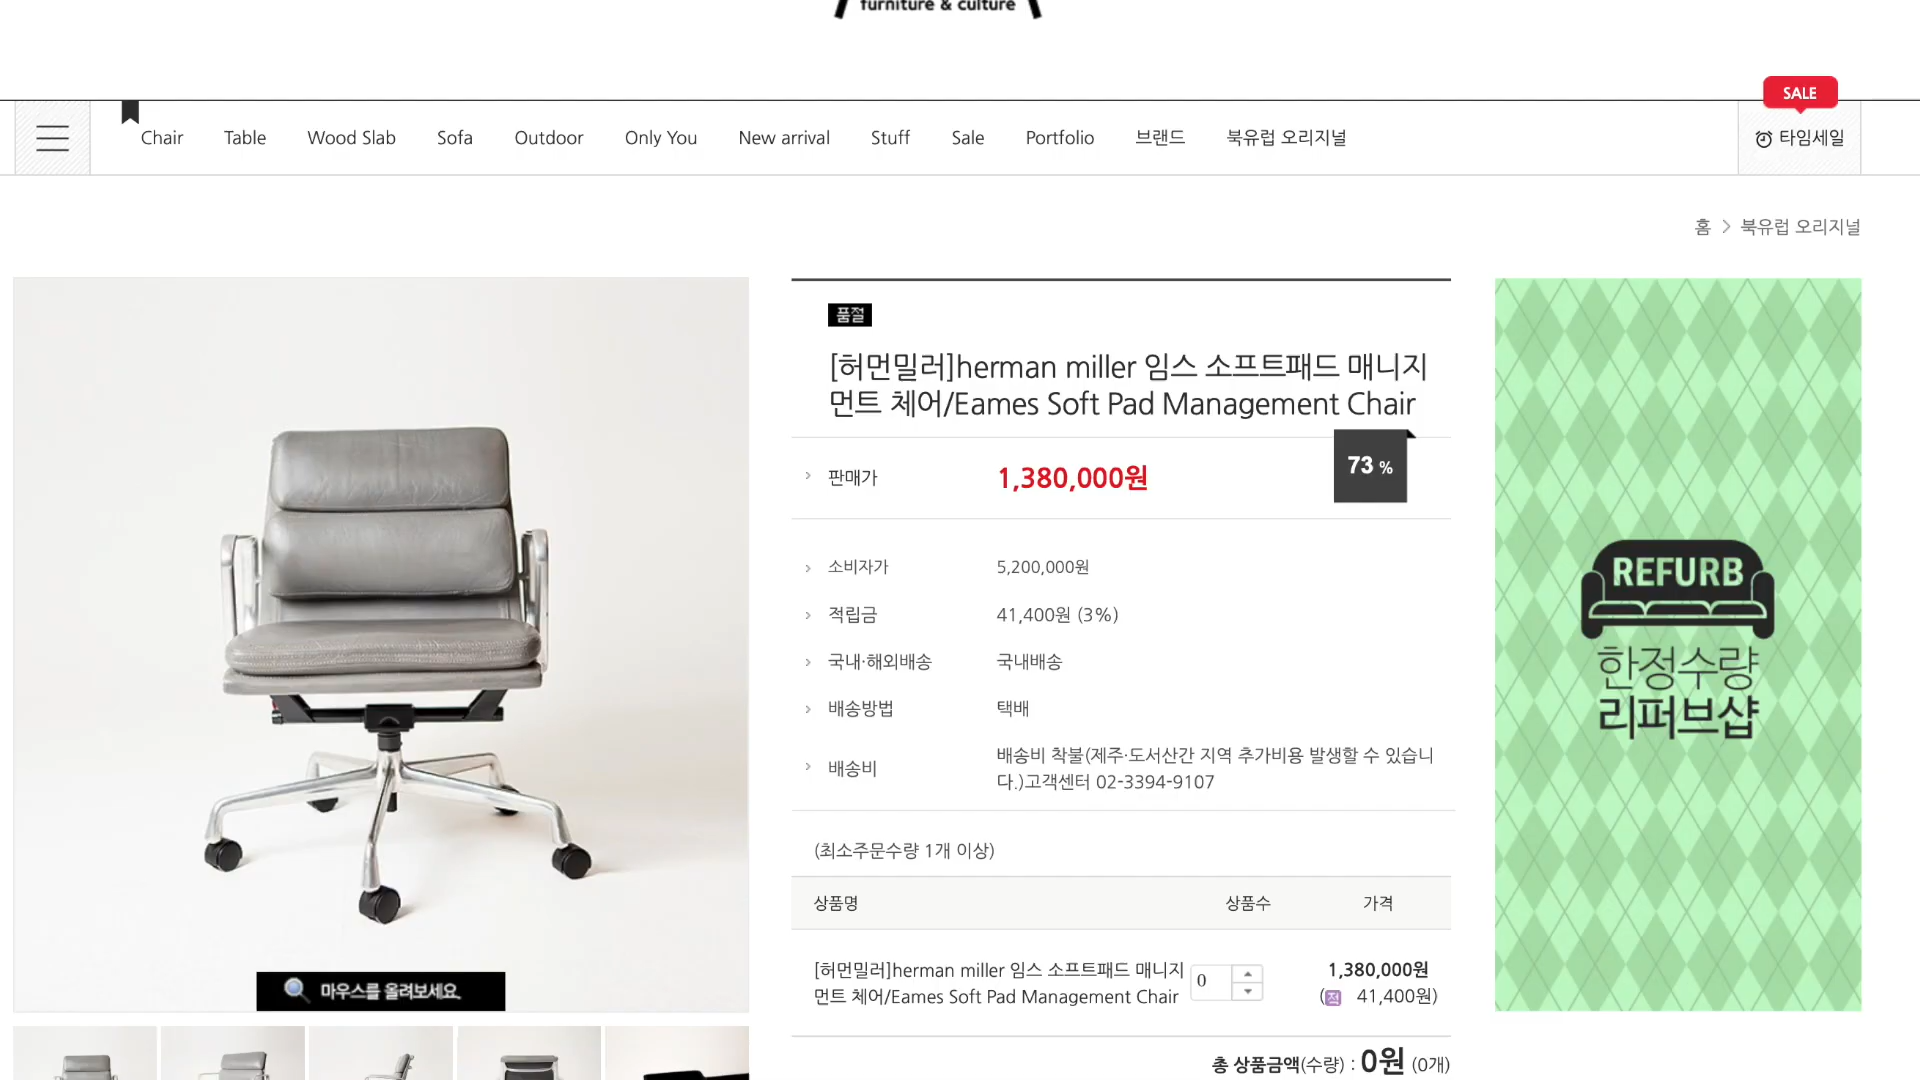 furniture & culture
SALE
Chair Table Wood Slab Sofa Outdoor Only You New arrival Stuff Sale Portfolio 브랜드 북유럽 오리지널 타임세일
홈 > 북유럽 오리지널
품절
[허먼밀러]herman miller 임스 소프트패드 매니지
먼트 체어/Eames Soft Pad Management Chair
판매가 1,380,000원 73 %
소비자가 5,200,000원
적립금 41,400원 (3%)
국내·해외배송 국내배송
배송방법 택배
배송비 배송비 착불(제주·도서산간 지역 추가비용 발생할 수 있습니
다.)고객센터 02-3394-9107
(최소주문수량 1개 이상)
상품명 상품수 가격
[허먼밀러]herman miller 임스 소프트패드 매니지
먼트 체어/Eames Soft Pad Management Chair 0 1,380,000원
(적 41,400원)
총 상품금액(수량) : 0원 (0개)
마우스를 올려보세요.
REFURB
한정수량
리퍼브샵